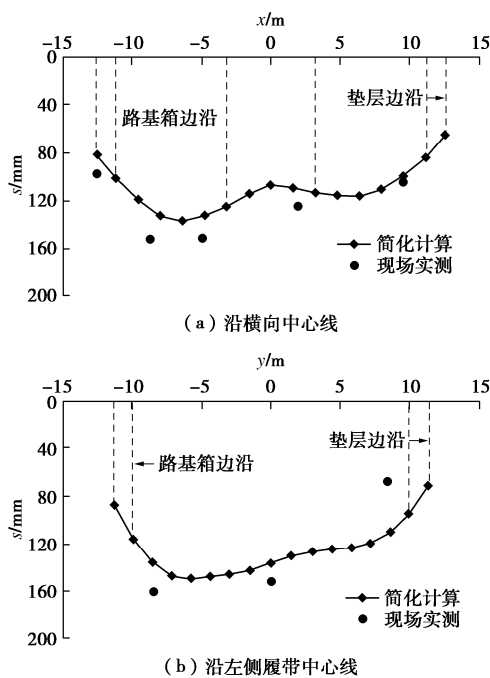 x/m
−15 −10 −5 0 5 10 15
0
40
80
120
160
200
s/mm
路基箱边沿
垫层边沿
简化计算
现场实测
（a）沿横向中心线
y/m
−15 −10 −5 0 5 10 15
0
40
80
120
160
200
s/mm
路基箱边沿
垫层边沿
简化计算
现场实测
（b）沿左侧履带中心线